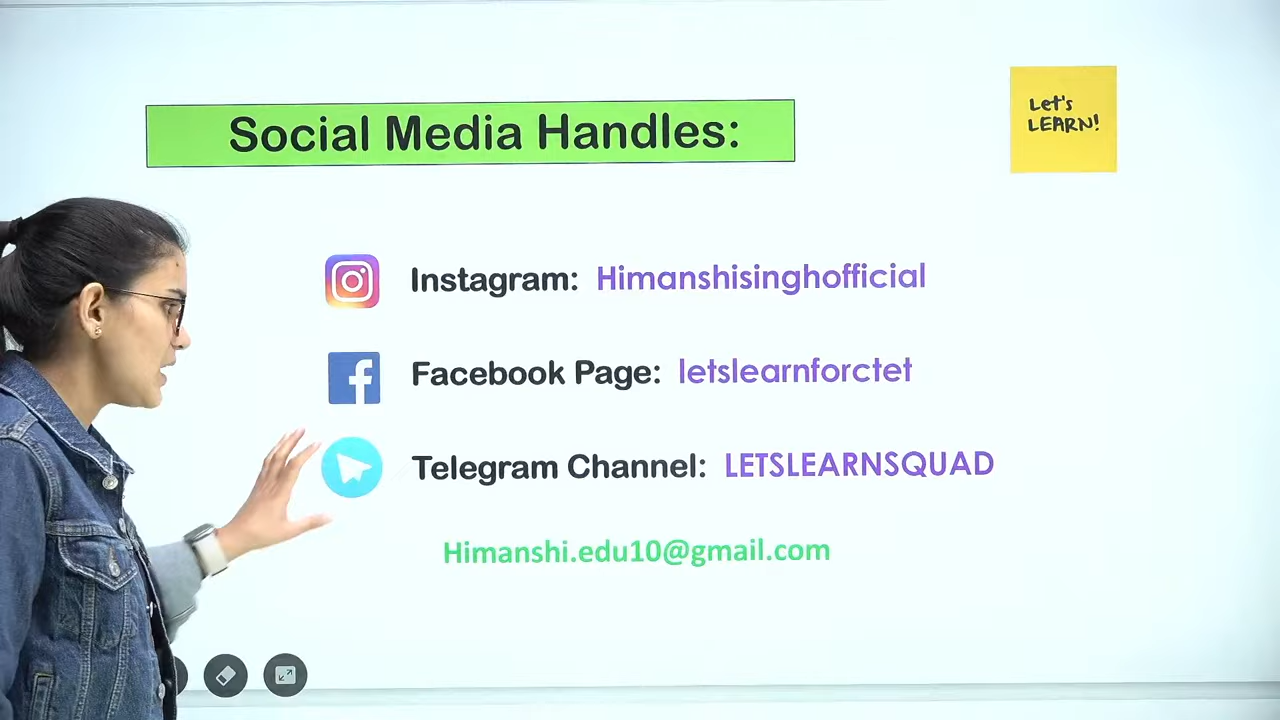 Social Media Handles:
Let's
LEARN!
Instagram: Himanshisinghofficial
Facebook Page: letslearnforctet
Telegram Channel: LETSLEARNSQUAD
Himanshi.edu10@gmail.com